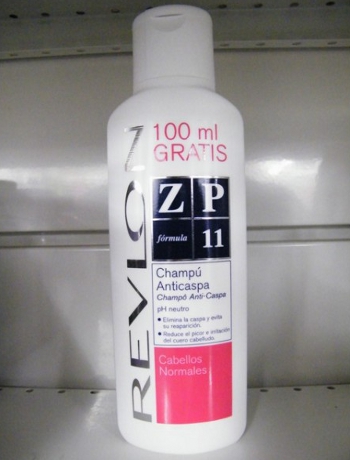 REVLON
100 ml
GRATIS
Z P
fórmula 11
Champú
Anticaspa
Champô Anti-Caspa
pH neutro
• Elimina la caspa y evita
su reaparición.
• Reduce el picor e irritación
del cuero cabelludo.
Cabellos
Normales